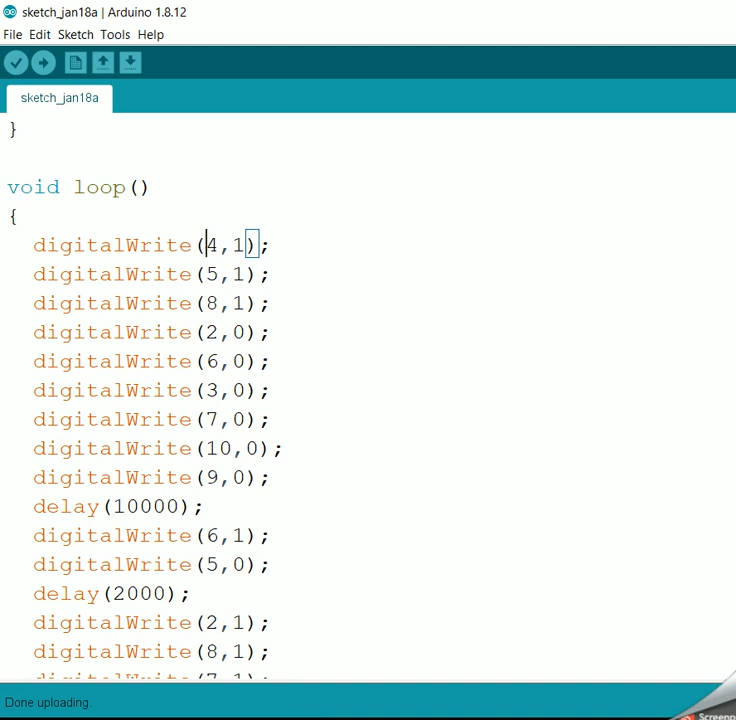 sketch_jan18a | Arduino 1.8.12
File Edit Sketch Tools Help
sketch_jan18a
}
void loop()
{
digitalWrite(4,1);
digitalWrite(5,1);
digitalWrite(8,1);
digitalWrite(2,0);
digitalWrite(6,0);
digitalWrite(3,0);
digitalWrite(7,0);
digitalWrite(10,0);
digitalWrite(9,0);
delay(10000);
digitalWrite(6,1);
digitalWrite(5,0);
delay(2000);
digitalWrite(2,1);
digitalWrite(8,1);
Done uploading.